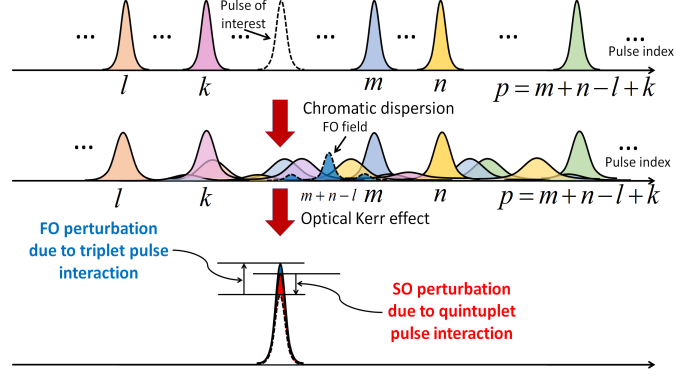 Pulse of
interest
... ... ... ... ... ... ...
Pulse index
l k m n p = m + n − l + k
Chromatic dispersion
FO field
... ...
Pulse index
l k m + n − l m n p = m + n − l + k
Optical Kerr effect
FO perturbation
due to triplet pulse
interaction
SO perturbation
due to quintuplet
pulse interaction